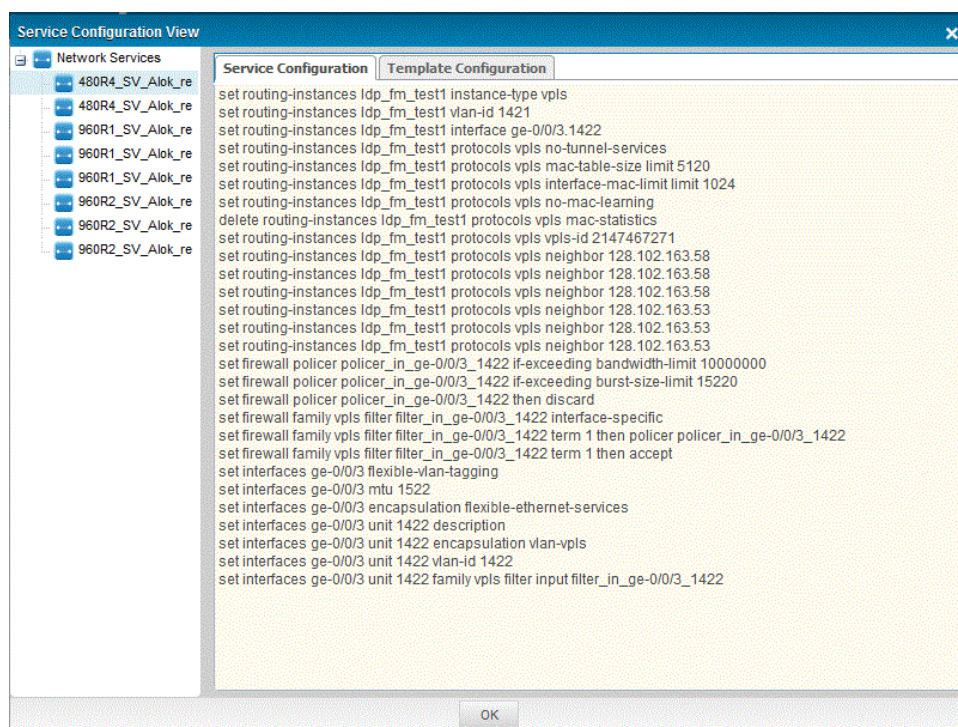 Service Configuration View
Network Services
480R4_SV_Alok_re
480R4_SV_Alok_re
960R1_SV_Alok_re
960R1_SV_Alok_re
960R1_SV_Alok_re
960R2_SV_Alok_re
960R2_SV_Alok_re
960R2_SV_Alok_re
Service Configuration
Template Configuration
set routing-instances ldp_fm_test1 instance-type vpls
set routing-instances ldp_fm_test1 vlan-id 1421
set routing-instances ldp_fm_test1 interface ge-0/0/3.1422
set routing-instances ldp_fm_test1 protocols vpls no-tunnel-services
set routing-instances ldp_fm_test1 protocols vpls mac-table-size limit 5120
set routing-instances ldp_fm_test1 protocols vpls interface-mac-limit limit 1024
set routing-instances ldp_fm_test1 protocols vpls no-mac-learning
delete routing-instances ldp_fm_test1 protocols vpls mac-statistics
set routing-instances ldp_fm_test1 protocols vpls vpls-id 2147467271
set routing-instances ldp_fm_test1 protocols vpls neighbor 128.102.163.58
set routing-instances ldp_fm_test1 protocols vpls neighbor 128.102.163.58
set routing-instances ldp_fm_test1 protocols vpls neighbor 128.102.163.58
set routing-instances ldp_fm_test1 protocols vpls neighbor 128.102.163.53
set routing-instances ldp_fm_test1 protocols vpls neighbor 128.102.163.53
set routing-instances ldp_fm_test1 protocols vpls neighbor 128.102.163.53
set firewall policer policer_in_ge-0/0/3_1422 if-exceeding bandwidth-limit 10000000
set firewall policer policer_in_ge-0/0/3_1422 if-exceeding burst-size-limit 15220
set firewall policer policer_in_ge-0/0/3_1422 then discard
set firewall family vpls filter filter_in_ge-0/0/3_1422 interface-specific
set firewall family vpls filter filter_in_ge-0/0/3_1422 term 1 then policer policer_in_ge-0/0/3_1422
set firewall family vpls filter filter_in_ge-0/0/3_1422 term 1 then accept
set interfaces ge-0/0/3 flexible-vlan-tagging
set interfaces ge-0/0/3 mtu 1522
set interfaces ge-0/0/3 encapsulation flexible-ethernet-services
set interfaces ge-0/0/3 unit 1422 description
set interfaces ge-0/0/3 unit 1422 encapsulation vlan-vpls
set interfaces ge-0/0/3 unit 1422 vlan-id 1422
set interfaces ge-0/0/3 unit 1422 family vpls filter input filter_in_ge-0/0/3_1422
OK